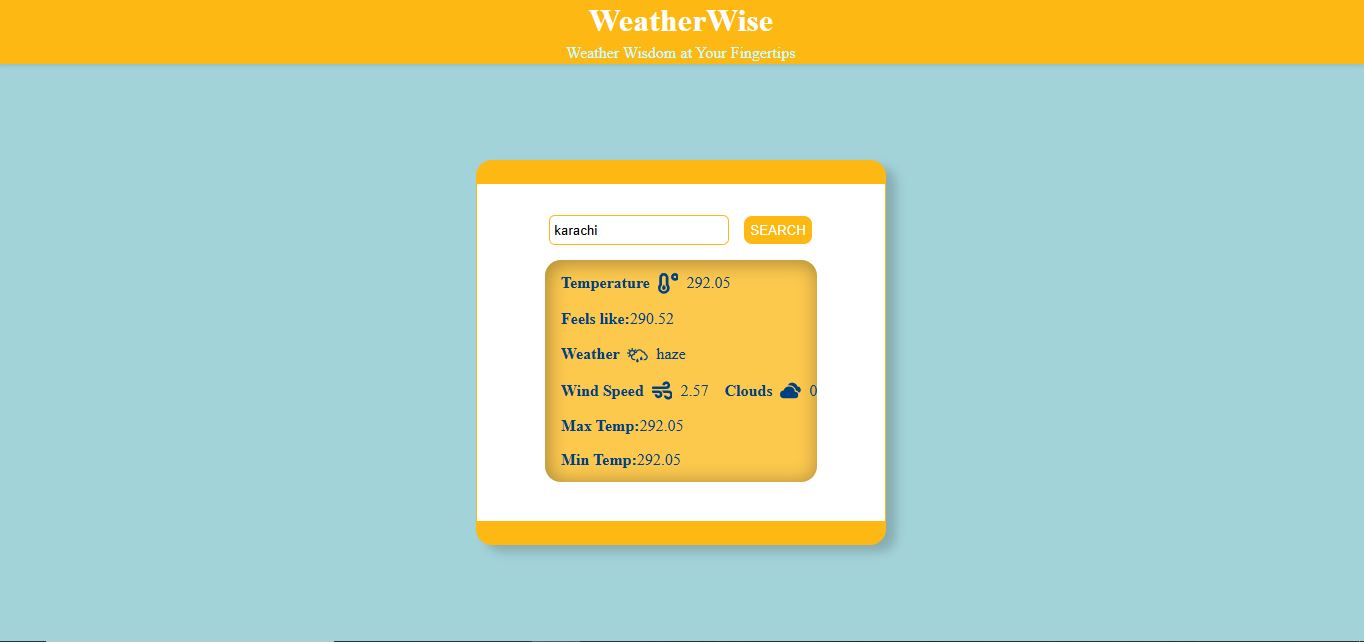 WeatherWise
Weather Wisdom at Your Fingertips
karachi SEARCH
Temperature 292.05
Feels like:290.52
Weather haze
Wind Speed 2.57 Clouds 0
Max Temp:292.05
Min Temp:292.05